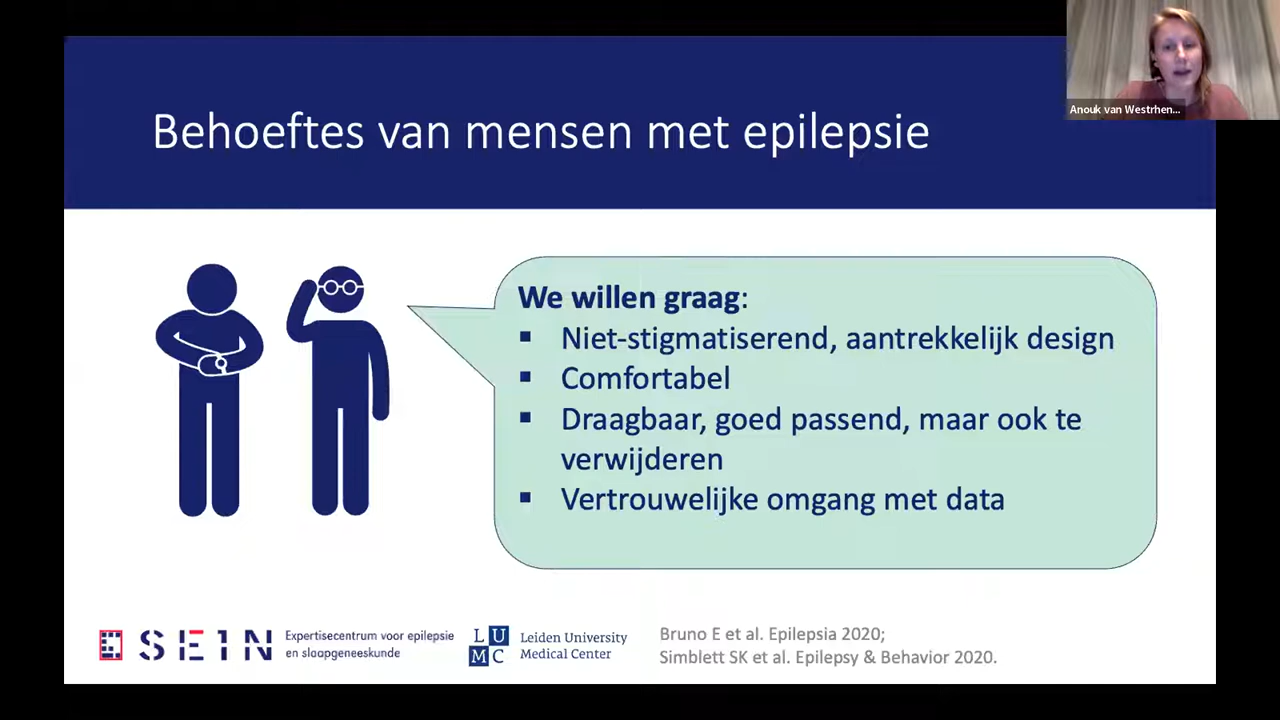 Anouk van Westrhen...
Behoeftes van mensen met epilepsie
We willen graag:
▪ Niet-stigmatiserend, aantrekkelijk design
▪ Comfortabel
▪ Draagbaar, goed passend, maar ook te
verwijderen
▪ Vertrouwelijke omgang met data
SE1N
Expertisecentrum voor epilepsie
en slaapgeneeskunde
L U
M C
Leiden University
Medical Center
Bruno E et al. Epilepsia 2020;
Simblett SK et al. Epilepsy & Behavior 2020.